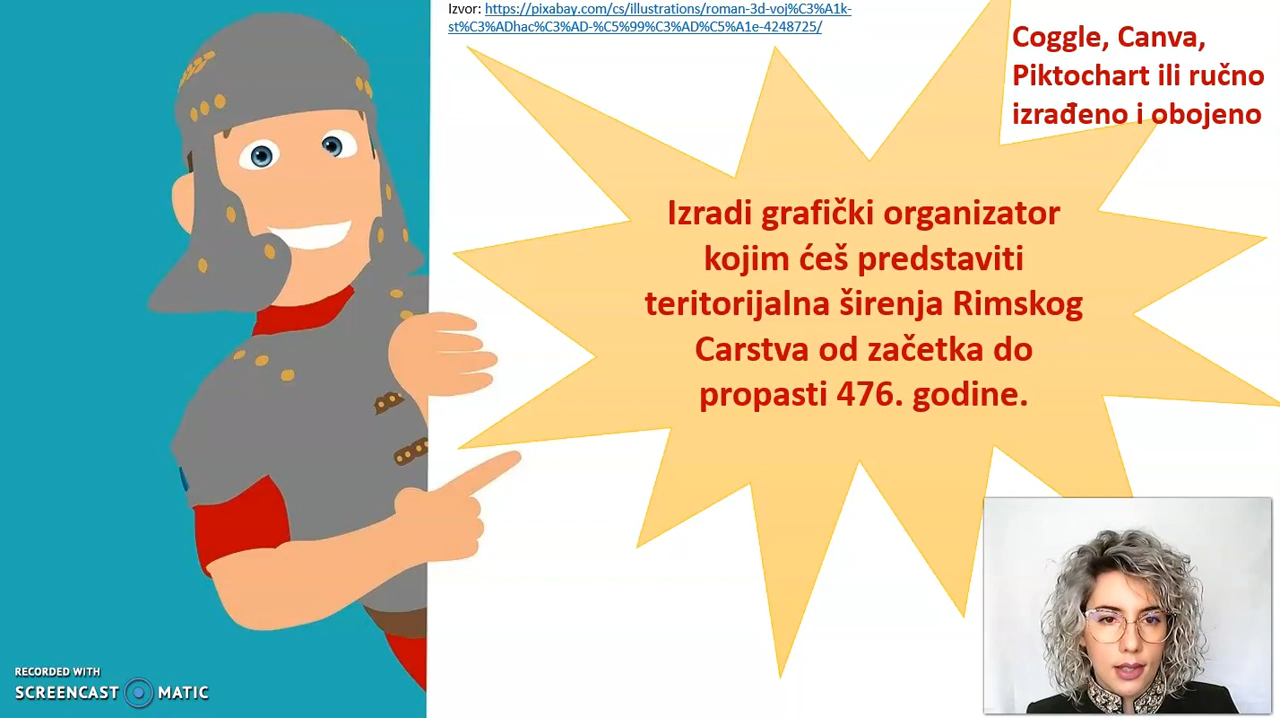 Izvor: https://pixabay.com/cs/illustrations/roman-3d-voj%C3%A1k-
st%C3%ADhac%C3%AD-%C5%99%C3%AD%C5%A1e-4248725/
Coggle, Canva,
Piktochart ili ručno
izrađeno i obojeno
Izradi grafički organizator
kojim ćeš predstaviti
teritorijalna širenja Rimskog
Carstva od začetka do
propasti 476. godine.
RECORDED WITH
SCREENCAST MATIC